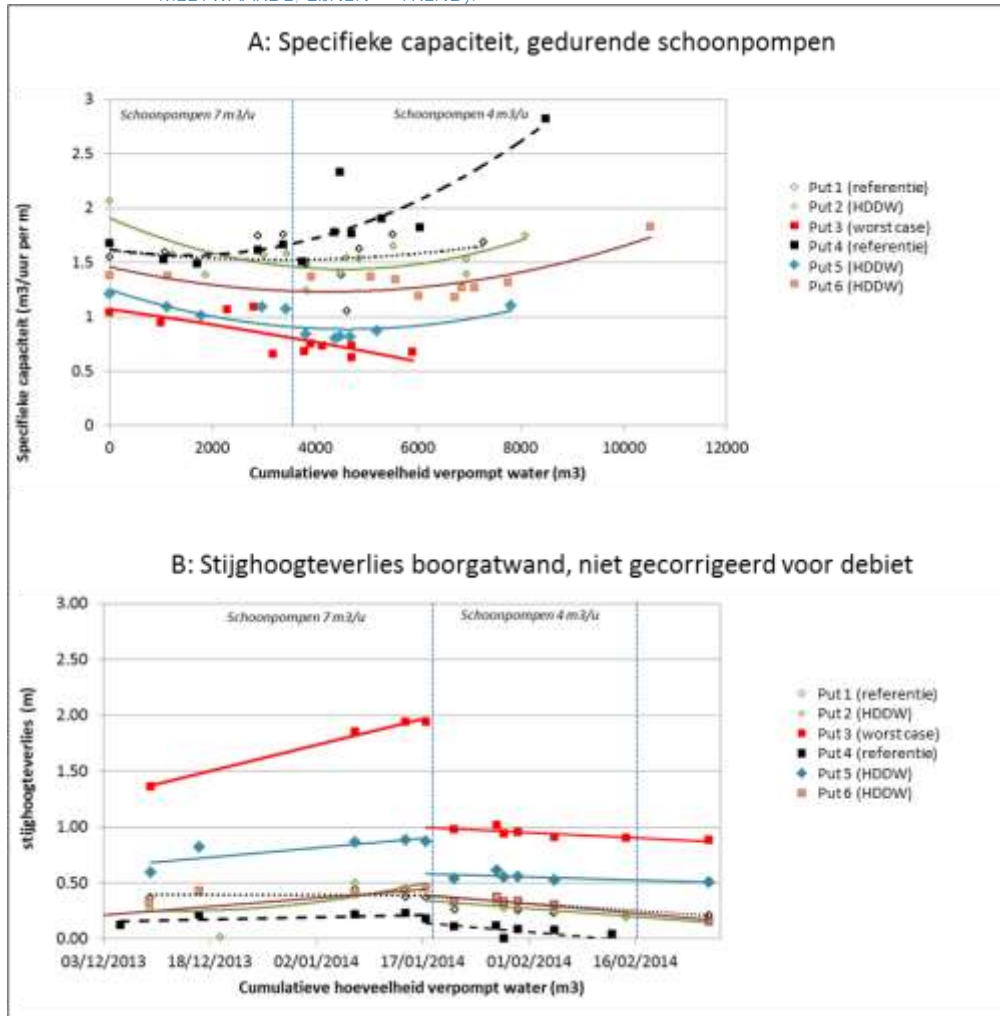 A: Specifieke capaciteit, gedurende schoonpompen
Specifieke capaciteit (m3/uur per m)
3
2.5
2
1.5
1
0.5
0
Schoonpompen 7 m3/u
Schoonpompen 4 m3/u
0
2000
4000
6000
8000
10000
12000
Cumulatieve hoeveelheid verpompt water (m3)
Put 1 (referentie)
Put 2 (HDDW)
Put 3 (worst case)
Put 4 (referentie)
Put 5 (HDDW)
Put 6 (HDDW)
B: Stijghoogteverlies boorgatwand, niet gecorrigeerd voor debiet
stijghoogteverlies (m)
3.00
2.50
2.00
1.50
1.00
0.50
0.00
Schoonpompen 7 m3/u
Schoonpompen 4 m3/u
03/12/2013
18/12/2013
02/01/2014
17/01/2014
01/02/2014
16/02/2014
Cumulatieve hoeveelheid verpompt water (m3)
Put 1 (referentie)
Put 2 (HDDW)
Put 3 (worst case)
Put 4 (referentie)
Put 5 (HDDW)
Put 6 (HDDW)